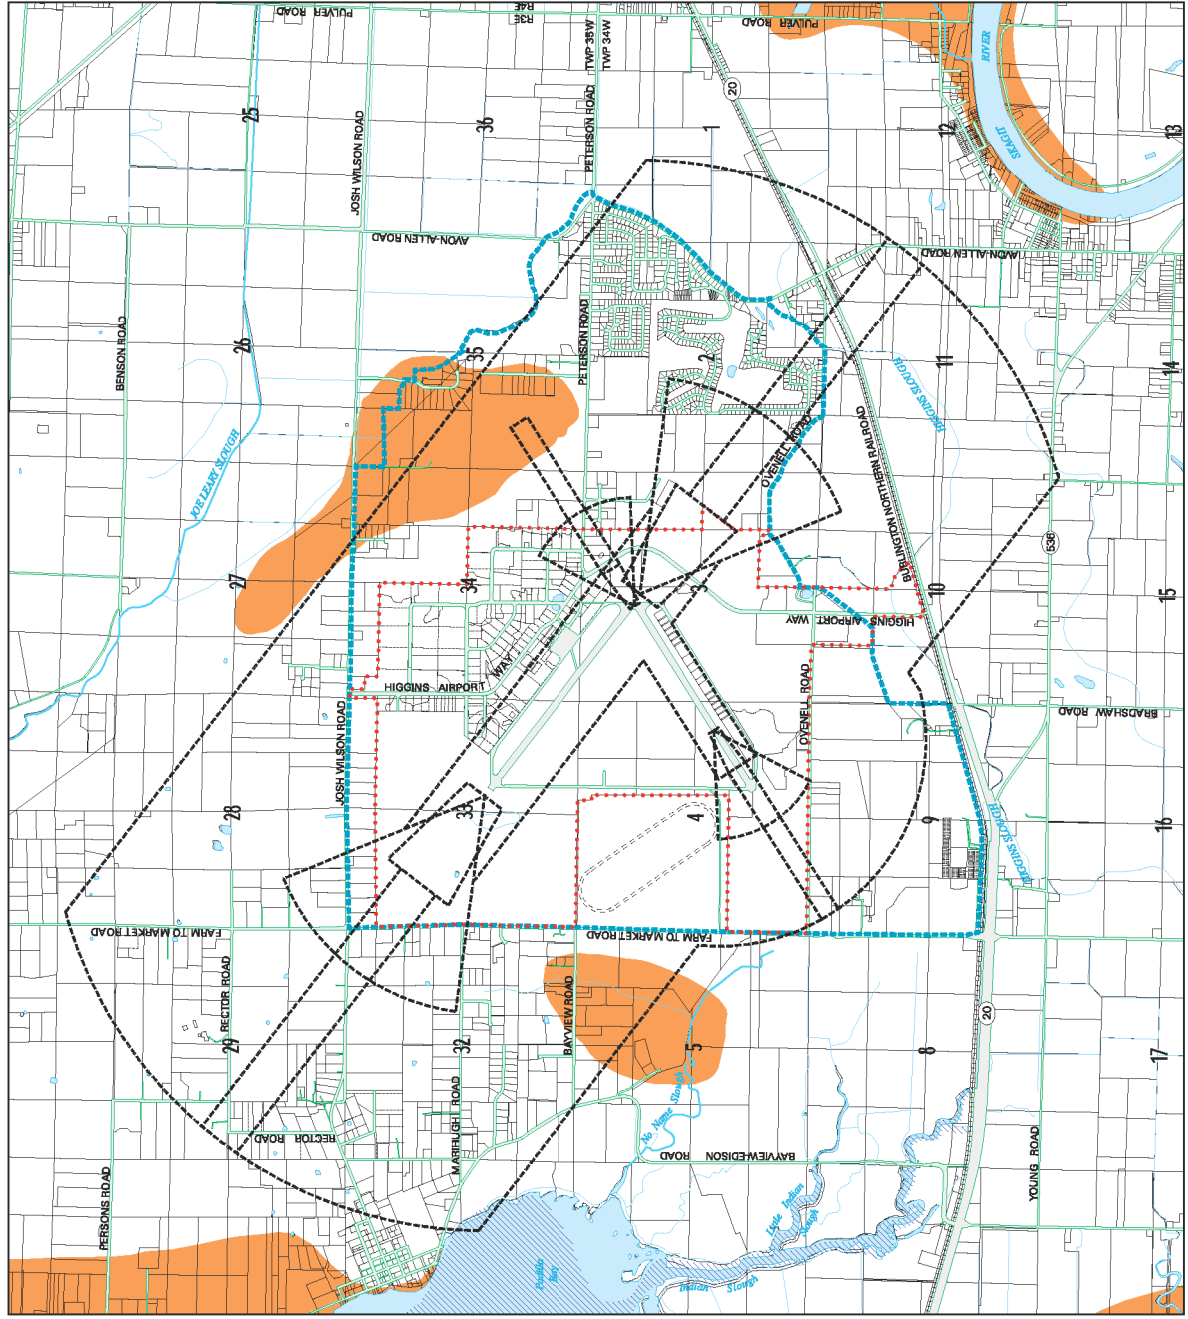 PULVER ROAD
R3E
R4E
TWP 35W
TWP 34W
PULVER ROAD
RIVER
25
36
20
1
12
13
JOSH WILSON ROAD
PETERSON ROAD
SKAGIT
AVON-ALLEN ROAD
AVON-ALLEN ROAD
BENSON ROAD
26
35
PETERSON ROAD
2
11
14
HIGGINS SLOUGH
JOE LEARY SLOUGH
OVENELL ROAD
BURLINGTON NORTHERN RAILROAD
536
27
34
3
10
15
HIGGINS AIRPORT WAY
HIGGINS AIRPORT WAY
JOSH WILSON ROAD
OVENELL ROAD
BRADSHAW ROAD
28
33
4
9
16
HIGGINS SLOUGH
FARM TO MARKET ROAD
FARM TO MARKET ROAD
RECTOR ROAD
BAYVIEW ROAD
20
29
32
5
8
17
No Name Slough
RECTOR ROAD
MARIHUGH ROAD
BAYVIEW-EDISON ROAD
YOUNG ROAD
PERSONS ROAD
Little Indian Slough
Padilla Bay
Indian Slough